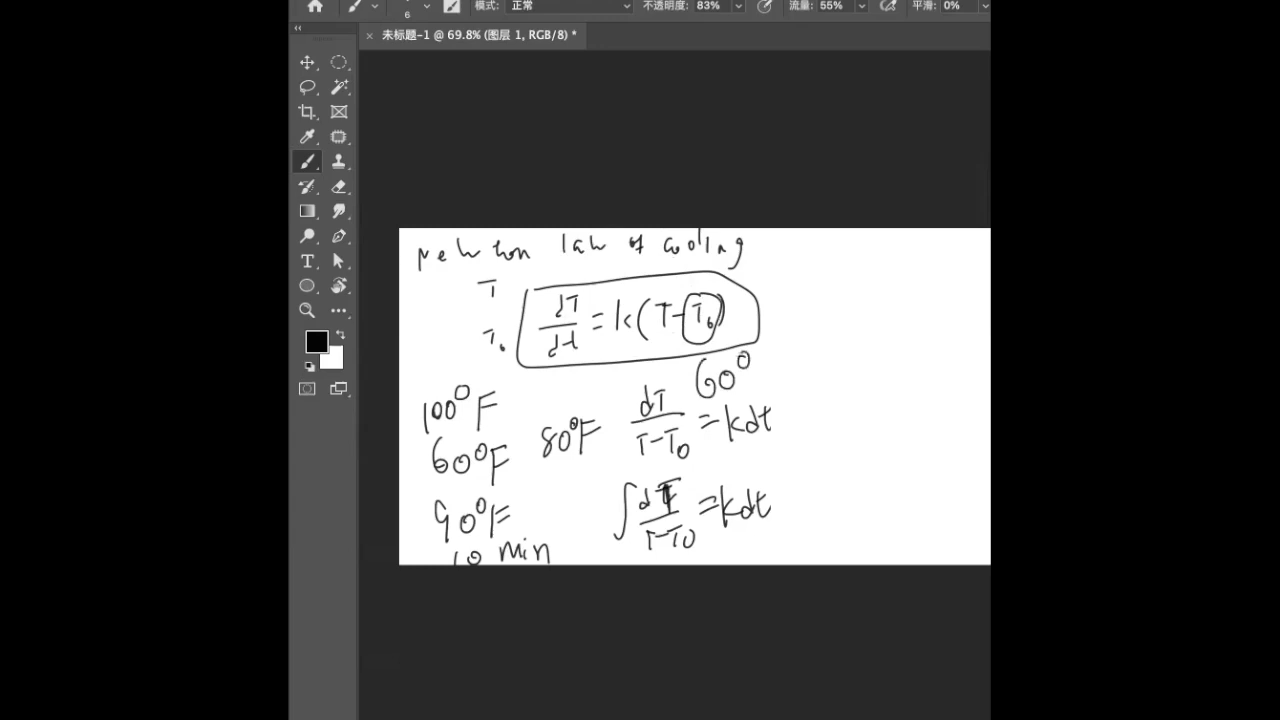 6 模式: 正常 不透明度: 83% 流量: 55% 平滑: 0%
× 未标题-1 @ 69.8% (图层 1, RGB/8) *
Newton law of cooling
T
dT/dt = k(T-T₀)
T₀
60°
100°F
80°F dT/T-T₀ = kdt
60°F
90°F ∫dT/T-T₀ = kdt
10 min